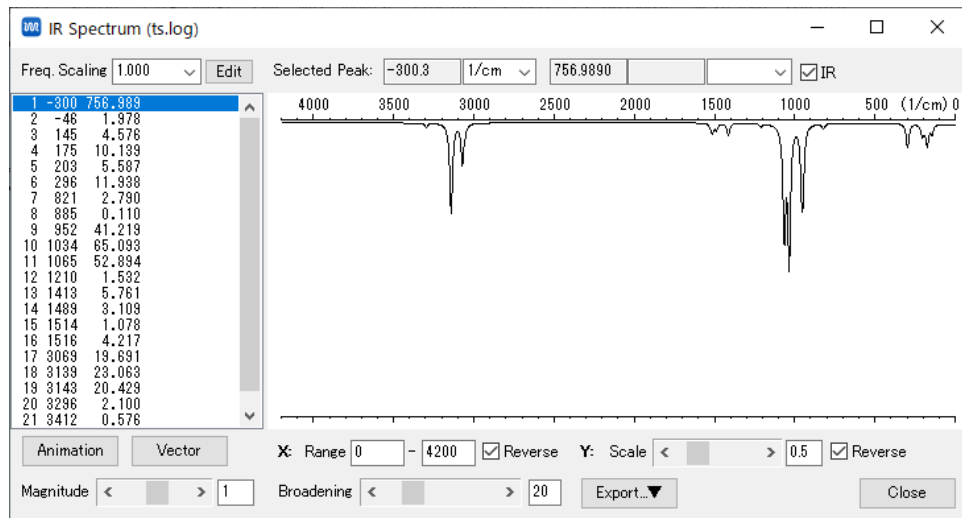 IR Spectrum (ts.log)
Freq. Scaling 1.000 Edit Selected Peak: -300.3 1/cm 756.9890 IR
4000 3500 3000 2500 2000 1500 1000 500 (1/cm) 0
1 -300 756.989
2 -46 1.978
3 145 4.576
4 175 10.139
5 203 5.587
6 296 11.938
7 821 2.790
8 885 0.110
9 952 41.219
10 1034 65.093
11 1065 52.894
12 1210 1.532
13 1413 5.761
14 1489 3.109
15 1514 1.078
16 1516 4.217
17 3069 19.691
18 3139 23.063
19 3143 20.429
20 3296 2.100
21 3412 0.576
Animation Vector X: Range 0 - 4200 Reverse Y: Scale 0.5 Reverse
Magnitude 1 Broadening 20 Export...▼ Close